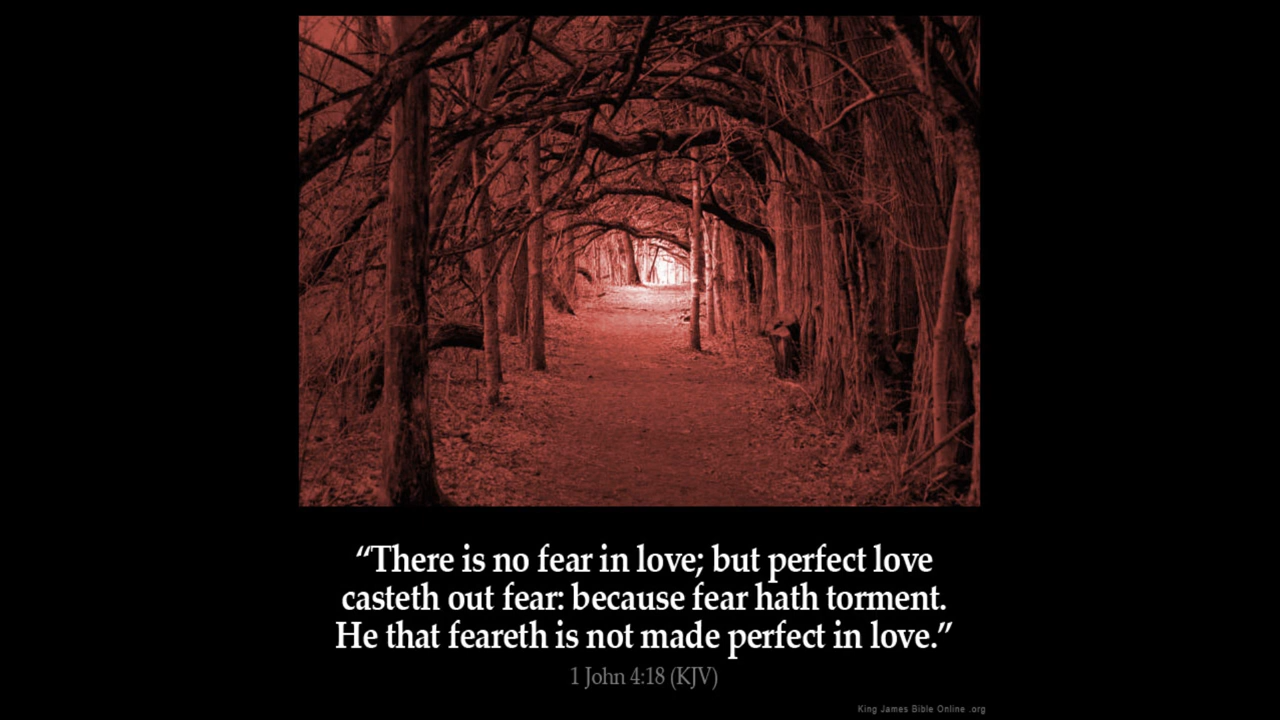 “There is no fear in love; but perfect love
casteth out fear: because fear hath torment.
He that feareth is not made perfect in love.”
1 John 4:18 (KJV)
King James Bible Online .org